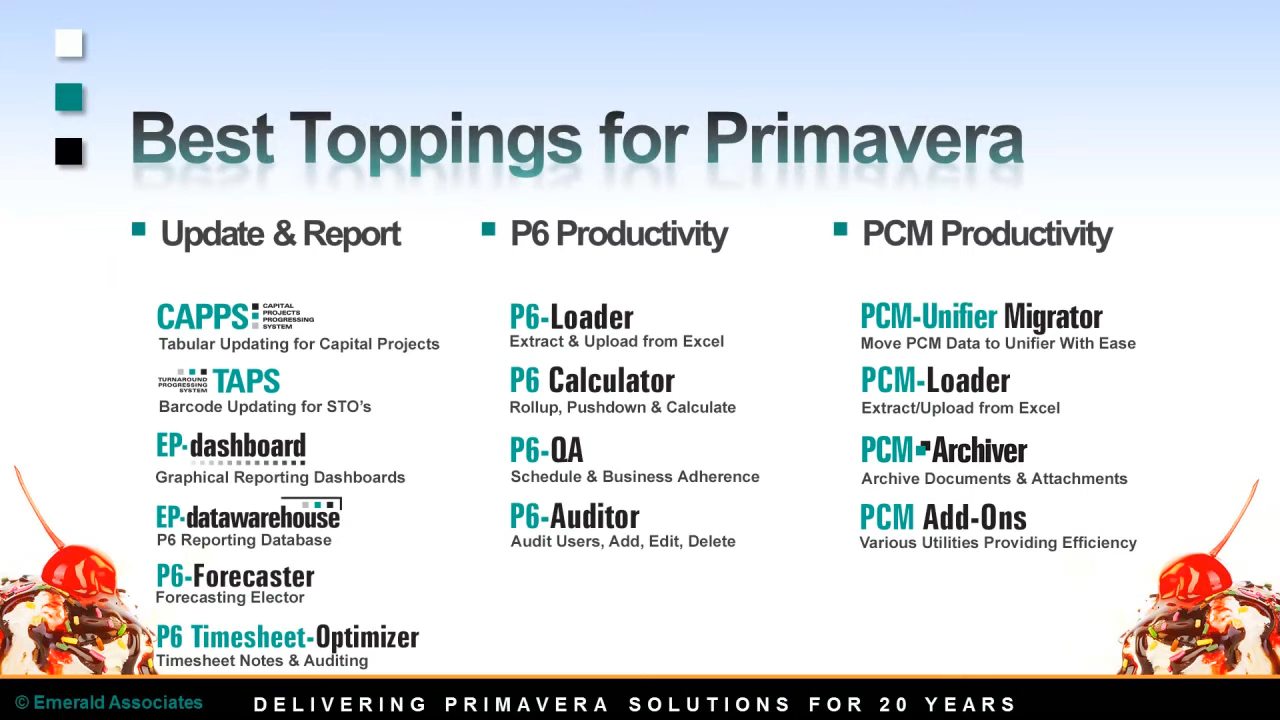 Best Toppings for Primavera
Update & Report
CAPPS CAPITAL
PROJECTS
PROGRESSING
SYSTEM
Tabular Updating for Capital Projects
TURNAROUND
PROGRESSING
SYSTEM TAPS
Barcode Updating for STO’s
EP-dashboard
Graphical Reporting Dashboards
EP-datawarehouse
P6 Reporting Database
P6-Forecaster
Forecasting Elector
P6 Timesheet-Optimizer
Timesheet Notes & Auditing
P6 Productivity
P6-Loader
Extract & Upload from Excel
P6 Calculator
Rollup, Pushdown & Calculate
P6-QA
Schedule & Business Adherence
P6-Auditor
Audit Users, Add, Edit, Delete
PCM Productivity
PCM-Unifier Migrator
Move PCM Data to Unifier With Ease
PCM-Loader
Extract/Upload from Excel
PCM-Archiver
Archive Documents & Attachments
PCM Add-Ons
Various Utilities Providing Efficiency
© Emerald Associates
DELIVERING PRIMAVERA SOLUTIONS FOR 20 YEARS